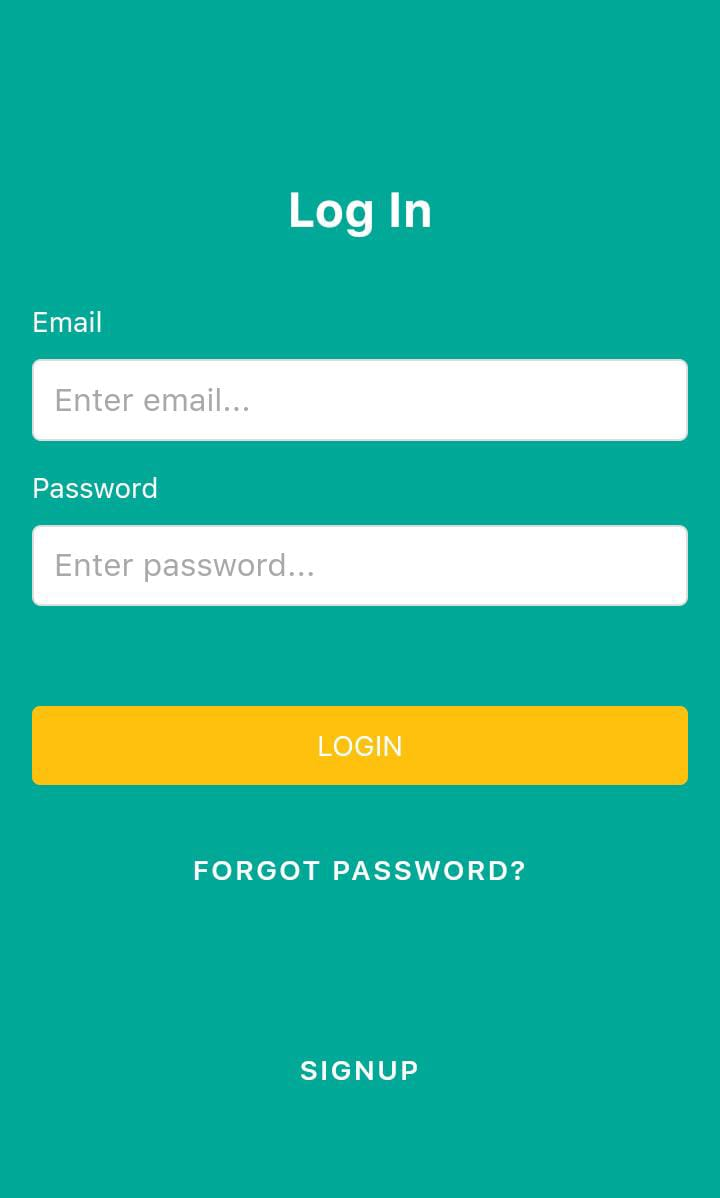 Log In
Email
Enter email...
Password
Enter password...
LOGIN
FORGOT PASSWORD?
SIGNUP